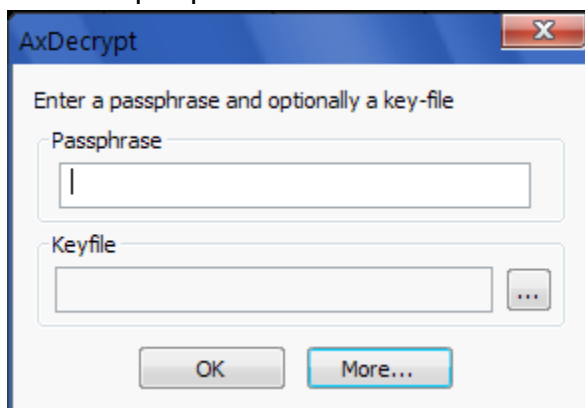 AxDecrypt
Enter a passphrase and optionally a key-file
Passphrase
Keyfile
...
OK
More...